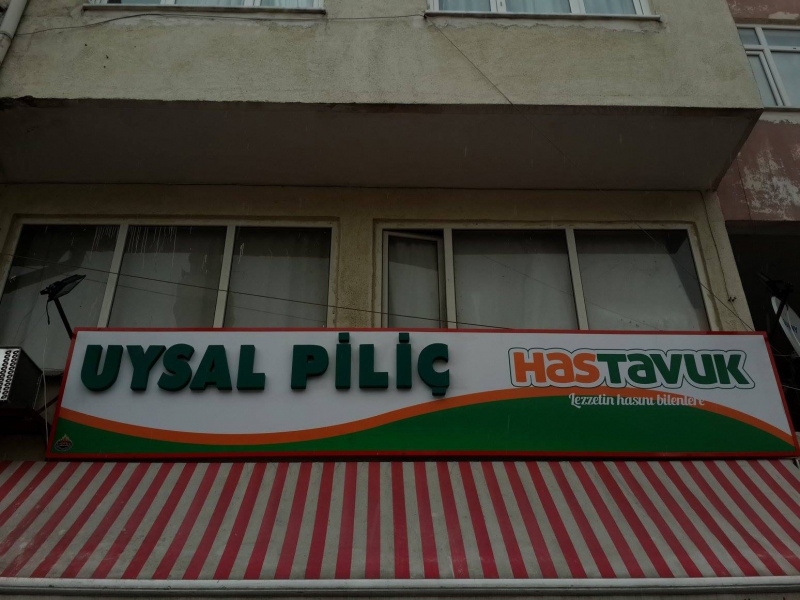 UYSAL PİLİÇ
HASTAVUK
Lezzetin hasını bilenlere